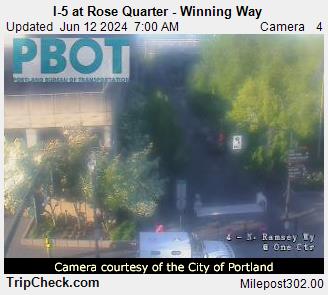 I-5 at Rose Quarter - Winning Way
Updated Jun 12 2024 7:00 AM Camera 4
PBOT
PORTLAND BUREAU OF TRANSPORTATION
4 - N. Ramsey Wy
@ One Ctr
Camera courtesy of the City of Portland
TripCheck.com Milepost302.00